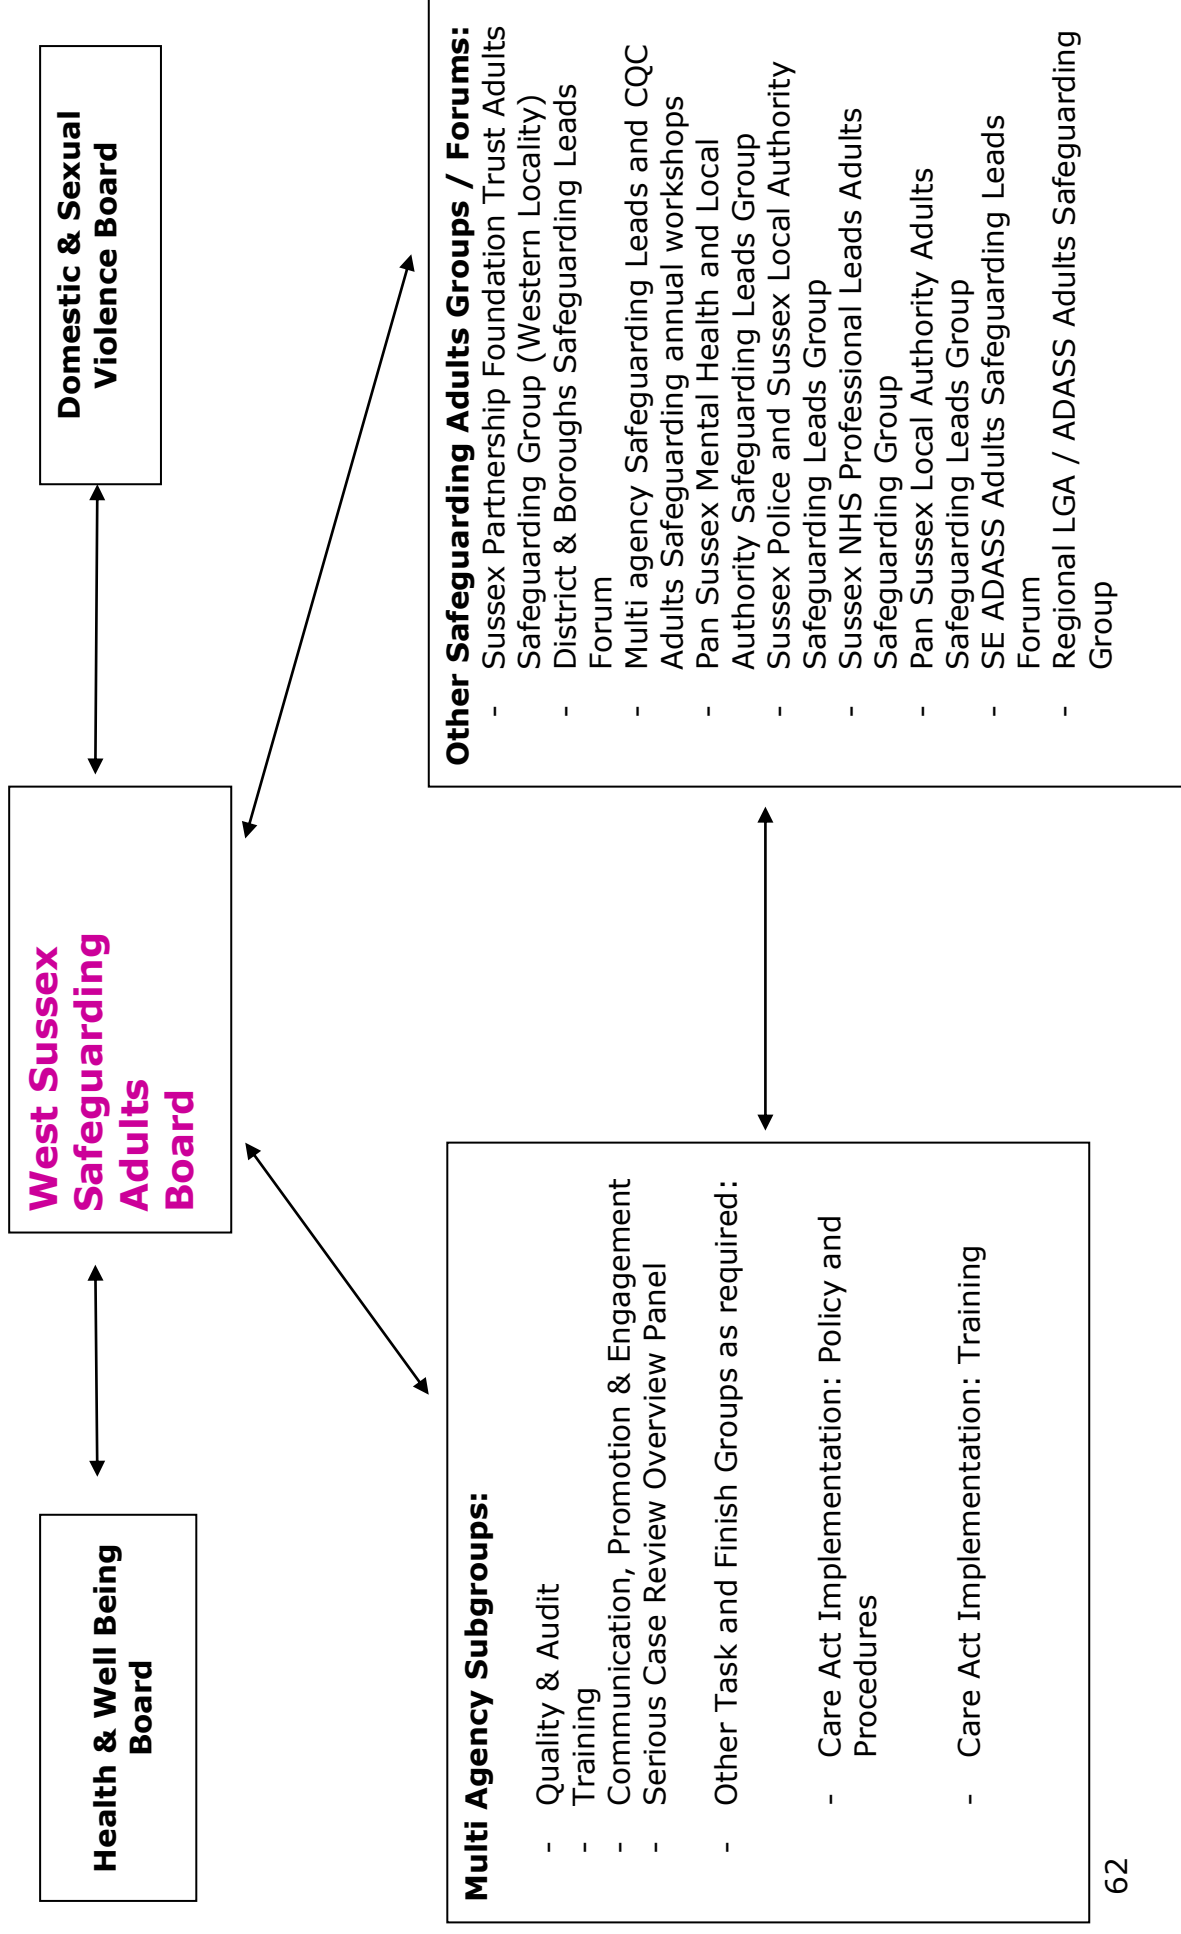 Health & Well Being
Board
West Sussex
Safeguarding
Adults
Board
Domestic & Sexual
Violence Board
Multi Agency Subgroups:
- Quality & Audit
- Training
- Communication, Promotion & Engagement
- Serious Case Review Overview Panel
- Other Task and Finish Groups as required:
- Care Act Implementation: Policy and
Procedures
- Care Act Implementation: Training
Other Safeguarding Adults Groups / Forums:
- Sussex Partnership Foundation Trust Adults
Safeguarding Group (Western Locality)
- District & Boroughs Safeguarding Leads
Forum
- Multi agency Safeguarding Leads and CQC
Adults Safeguarding annual workshops
- Pan Sussex Mental Health and Local
Authority Safeguarding Leads Group
- Sussex Police and Sussex Local Authority
Safeguarding Leads Group
- Sussex NHS Professional Leads Adults
Safeguarding Group
- Pan Sussex Local Authority Adults
Safeguarding Leads Group
- SE ADASS Adults Safeguarding Leads
Forum
- Regional LGA / ADASS Adults Safeguarding
Group
62